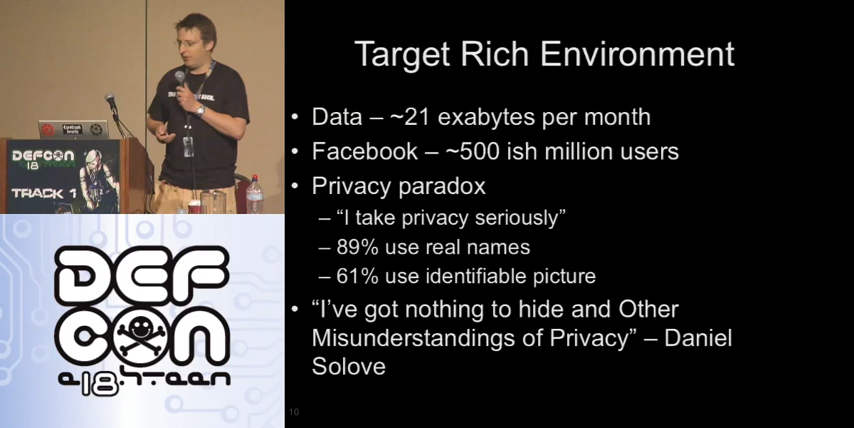 Target Rich Environment
• Data – ~21 exabytes per month
• Facebook – ~500 ish million users
• Privacy paradox
– “I take privacy seriously”
– 89% use real names
– 61% use identifiable picture
• “I’ve got nothing to hide and Other
Misunderstandings of Privacy” – Daniel
Solove
10
DEFCON
18
TRACK 1
DEF
CON
e18hteen